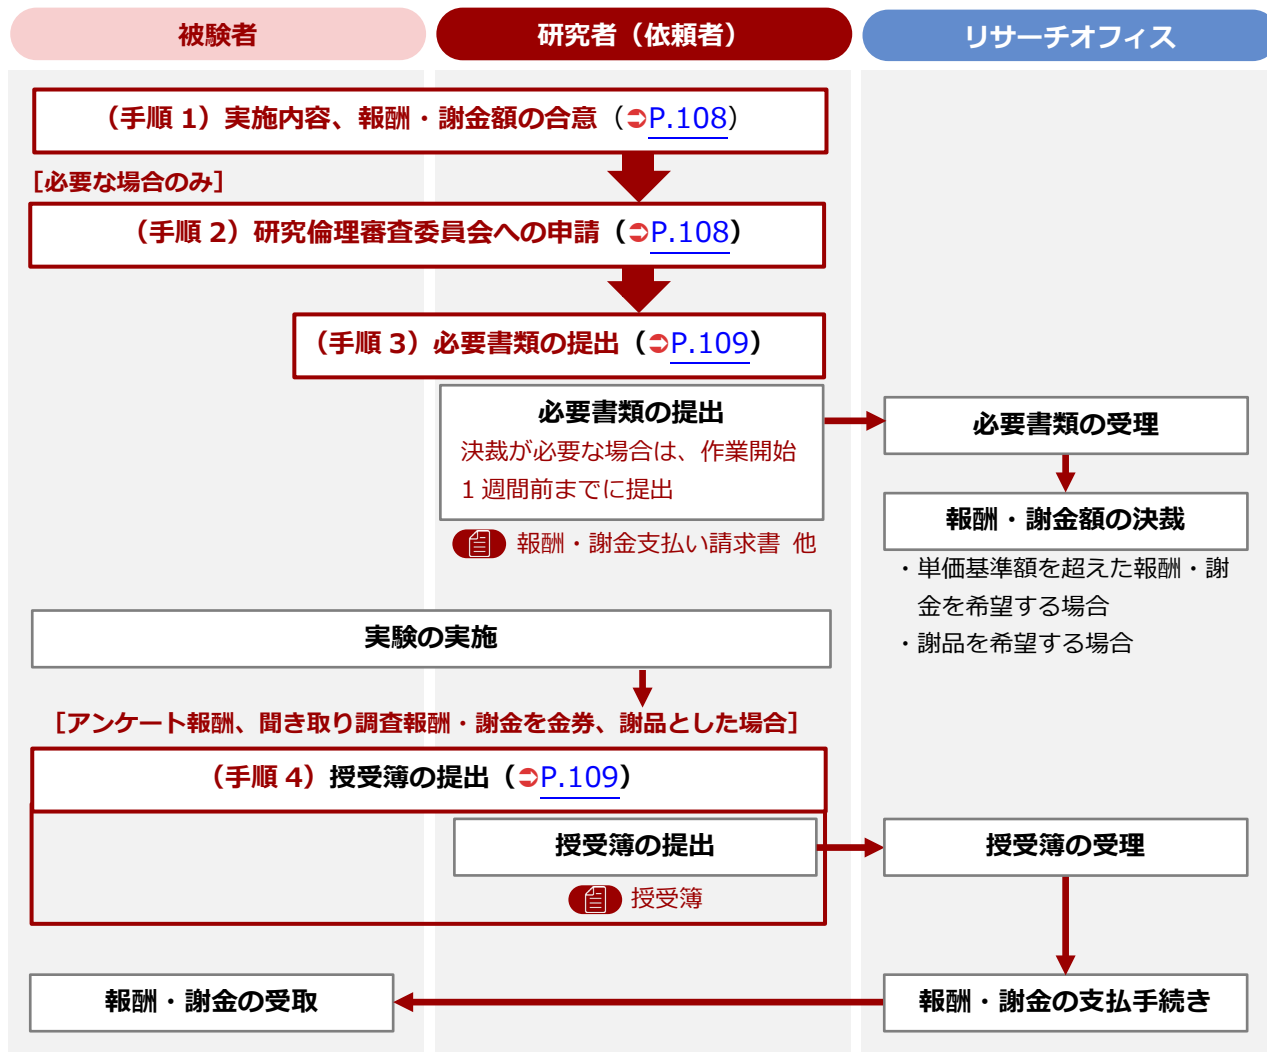 被験者
研究者（依頼者）
リサーチオフィス
（手順 1）実施内容、報酬・謝金額の合意（➲P.108）
［必要な場合のみ］
（手順 2）研究倫理審査委員会への申請（➲P.108）
（手順 3）必要書類の提出（➲P.109）
必要書類の提出
決裁が必要な場合は、作業開始
1 週間前までに提出
報酬・謝金支払い請求書 他
必要書類の受理
報酬・謝金額の決裁
・単価基準額を超えた報酬・謝
金を希望する場合
・謝品を希望する場合
実験の実施
［アンケート報酬、聞き取り調査報酬・謝金を金券、謝品とした場合］
（手順 4）授受簿の提出（➲P.109）
授受簿の提出
授受簿
授受簿の受理
報酬・謝金の受取
報酬・謝金の支払手続き